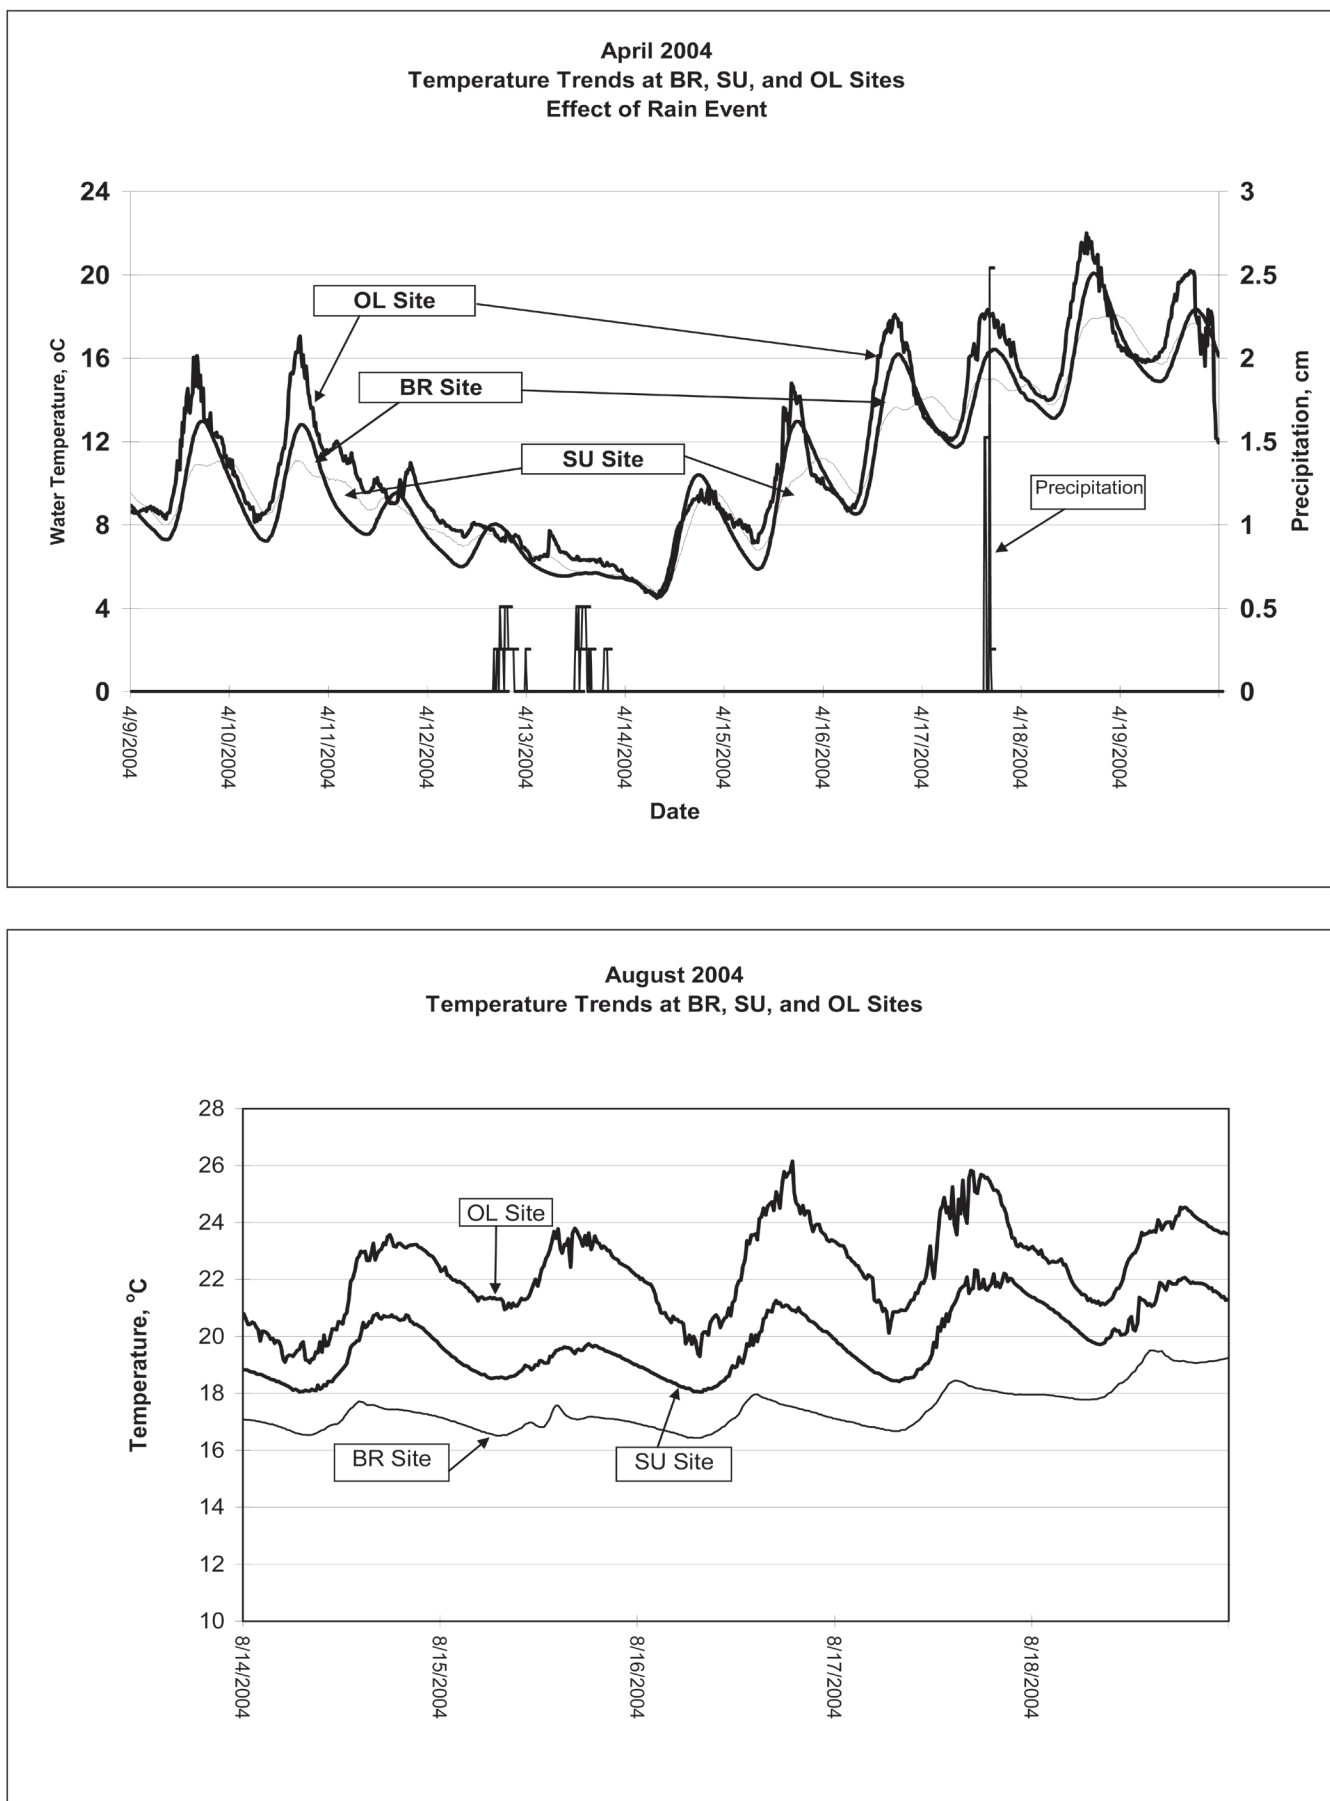 April 2004
Temperature Trends at BR, SU, and OL Sites
Effect of Rain Event
24
20
16
12
8
4
0
Water Temperature, oC
3
2.5
2
1.5
1
0.5
0
Precipitation, cm
OL Site
BR Site
SU Site
Precipitation
4/9/2004
4/10/2004
4/11/2004
4/12/2004
4/13/2004
4/14/2004
4/15/2004
4/16/2004
4/17/2004
4/18/2004
4/19/2004
Date
August 2004
Temperature Trends at BR, SU, and OL Sites
28
26
24
22
20
18
16
14
12
10
Temperature, °C
OL Site
BR Site
SU Site
8/14/2004
8/15/2004
8/16/2004
8/17/2004
8/18/2004